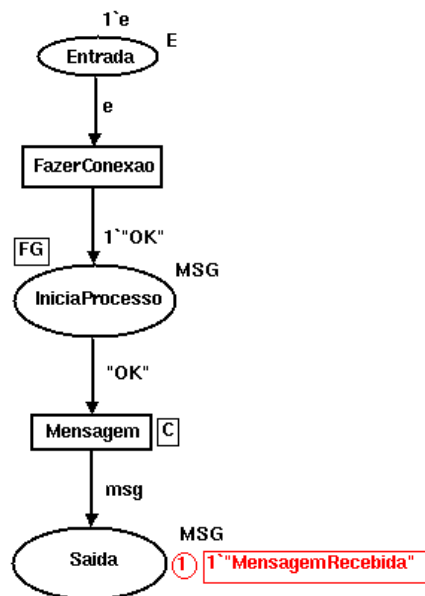 1`e
E
Entrada
e
FazerConexao
1`"OK"
FG
MSG
IniciaProcesso
"OK"
Mensagem
C
msg
MSG
Saida
1
1`"MensagemRecebida"